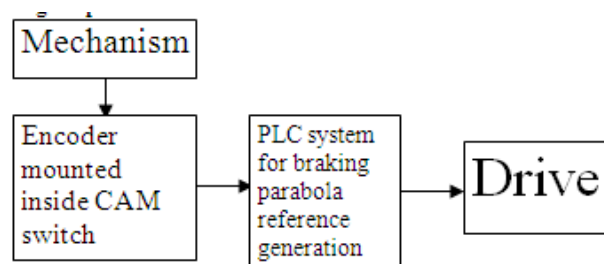 Mechanism
Encoder
mounted
inside CAM
switch
PLC system
for braking
parabola
reference
generation
Drive